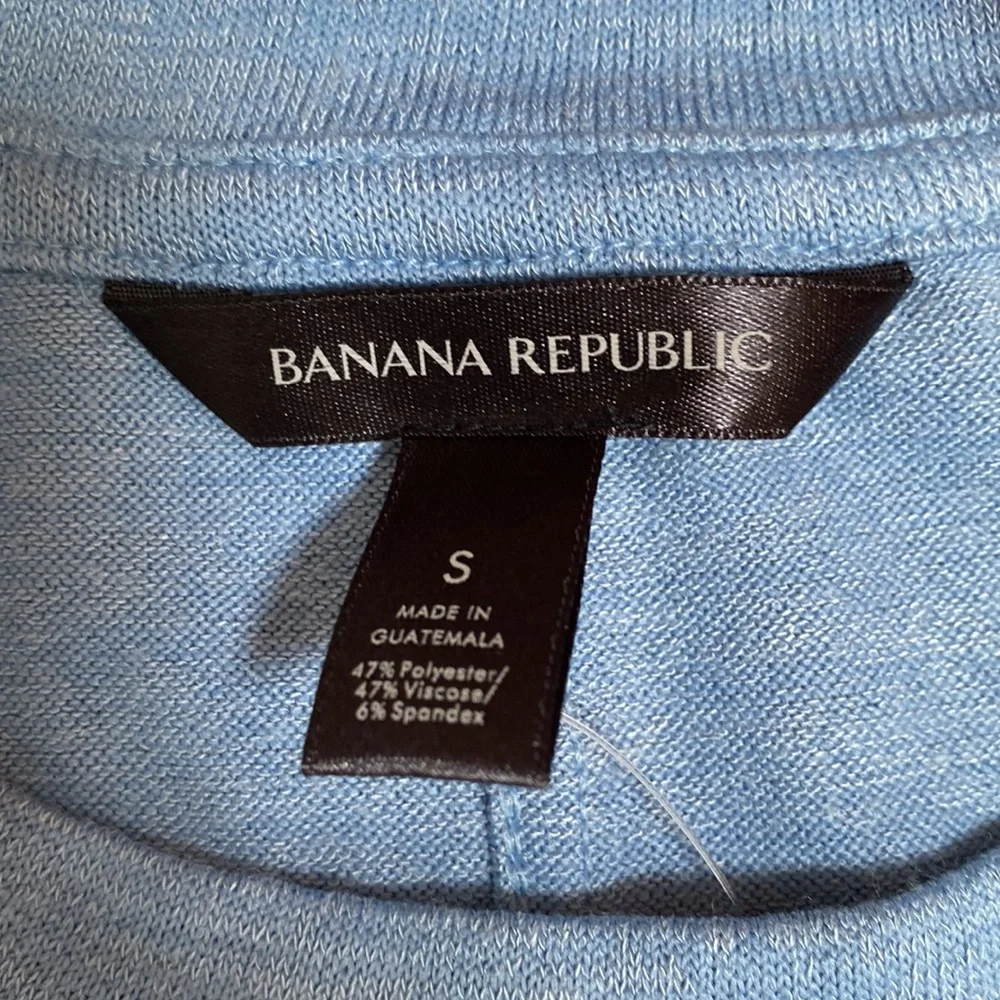 BANANA REPUBLIC
S
MADE IN
GUATEMALA
47% Polyester/
47% Viscose/
6% Spandex